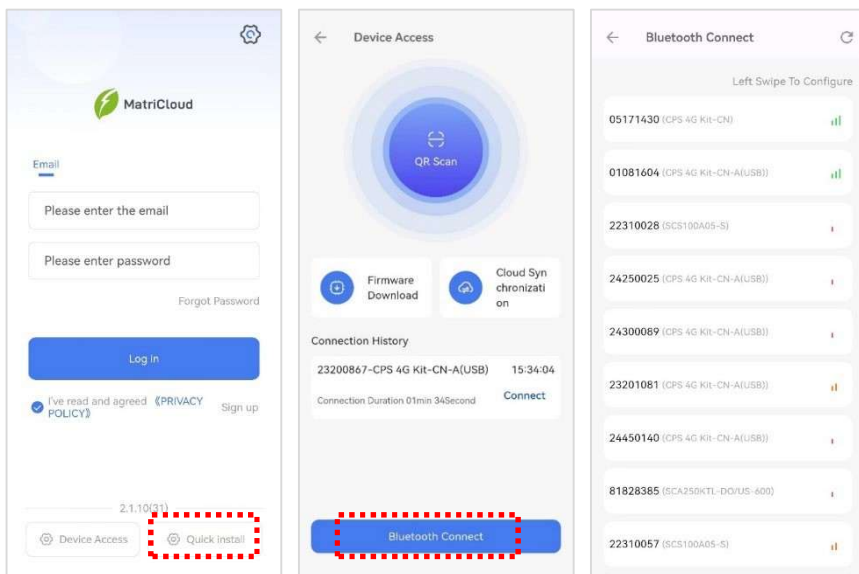 MatriCloud
Email
Please enter the email
Please enter password
Forgot Password
Log In
I've read and agreed 《PRIVACY
POLICY》
Sign up
2.1.10(31)
Device Access
Quick Install
Device Access
QR Scan
Firmware
Download
Cloud Syn
chronizati
on
Connection History
23200867-CPS 4G Kit-CN-A(USB) 15:34:04
Connection Duration 01min 34Second Connect
Bluetooth Connect
Bluetooth Connect
Left Swipe To Configure
05171430 (CPS 4G Kit-CN)
01081604 (CPS 4G Kit-CN-A(USB))
22310028 (SCS100A05-S)
24250025 (CPS 4G Kit-CN-A(USB))
24300089 (CPS 4G Kit-CN-A(USB))
23201081 (CPS 4G Kit-CN-A(USB))
24450140 (CPS 4G Kit-CN-A(USB))
81828385 (SCA250KTL-DO/US-600)
22310057 (SCS100A05-S)